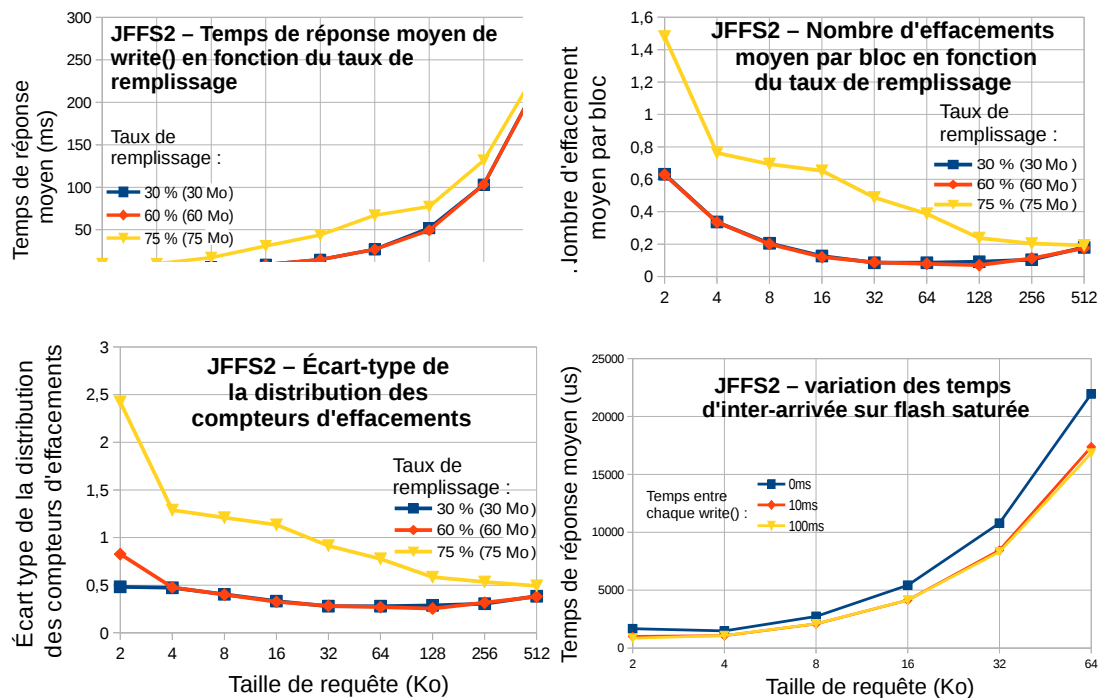 JFFS2 – Temps de réponse moyen de
write() en fonction du taux de
remplissage
300
250
200
150
100
50
Temps de réponse
moyen (ms)
Taux de
remplissage :
30 % (30 Mo)
60 % (60 Mo)
75 % (75 Mo)
JFFS2 – Nombre d'effacements
moyen par bloc en fonction
du taux de remplissage
1,6
1,4
1,2
1
0,8
0,6
0,4
0,2
0
d'effacement
moyen par bloc
Taux de
remplissage :
30 % (30 Mo)
60 % (60 Mo)
75 % (75 Mo)
2 4 8 16 32 64 128 256 512
JFFS2 – Écart-type de
la distribution des
compteurs d'effacements
3
2,5
2
1,5
1
0,5
0
Écart type de la distribution
des compteurs d'effacements
Taux de
remplissage :
30 % (30 Mo)
60 % (60 Mo)
75 % (75 Mo)
2 4 8 16 32 64 128 256 512
Taille de requête (Ko)
JFFS2 – variation des temps
d'inter-arrivée sur flash saturée
25000
20000
15000
10000
5000
0
Temps de réponse moyen (us)
Temps entre
chaque write() :
0ms
10ms
100ms
2 4 8 16 32 64
Taille de requête (Ko)